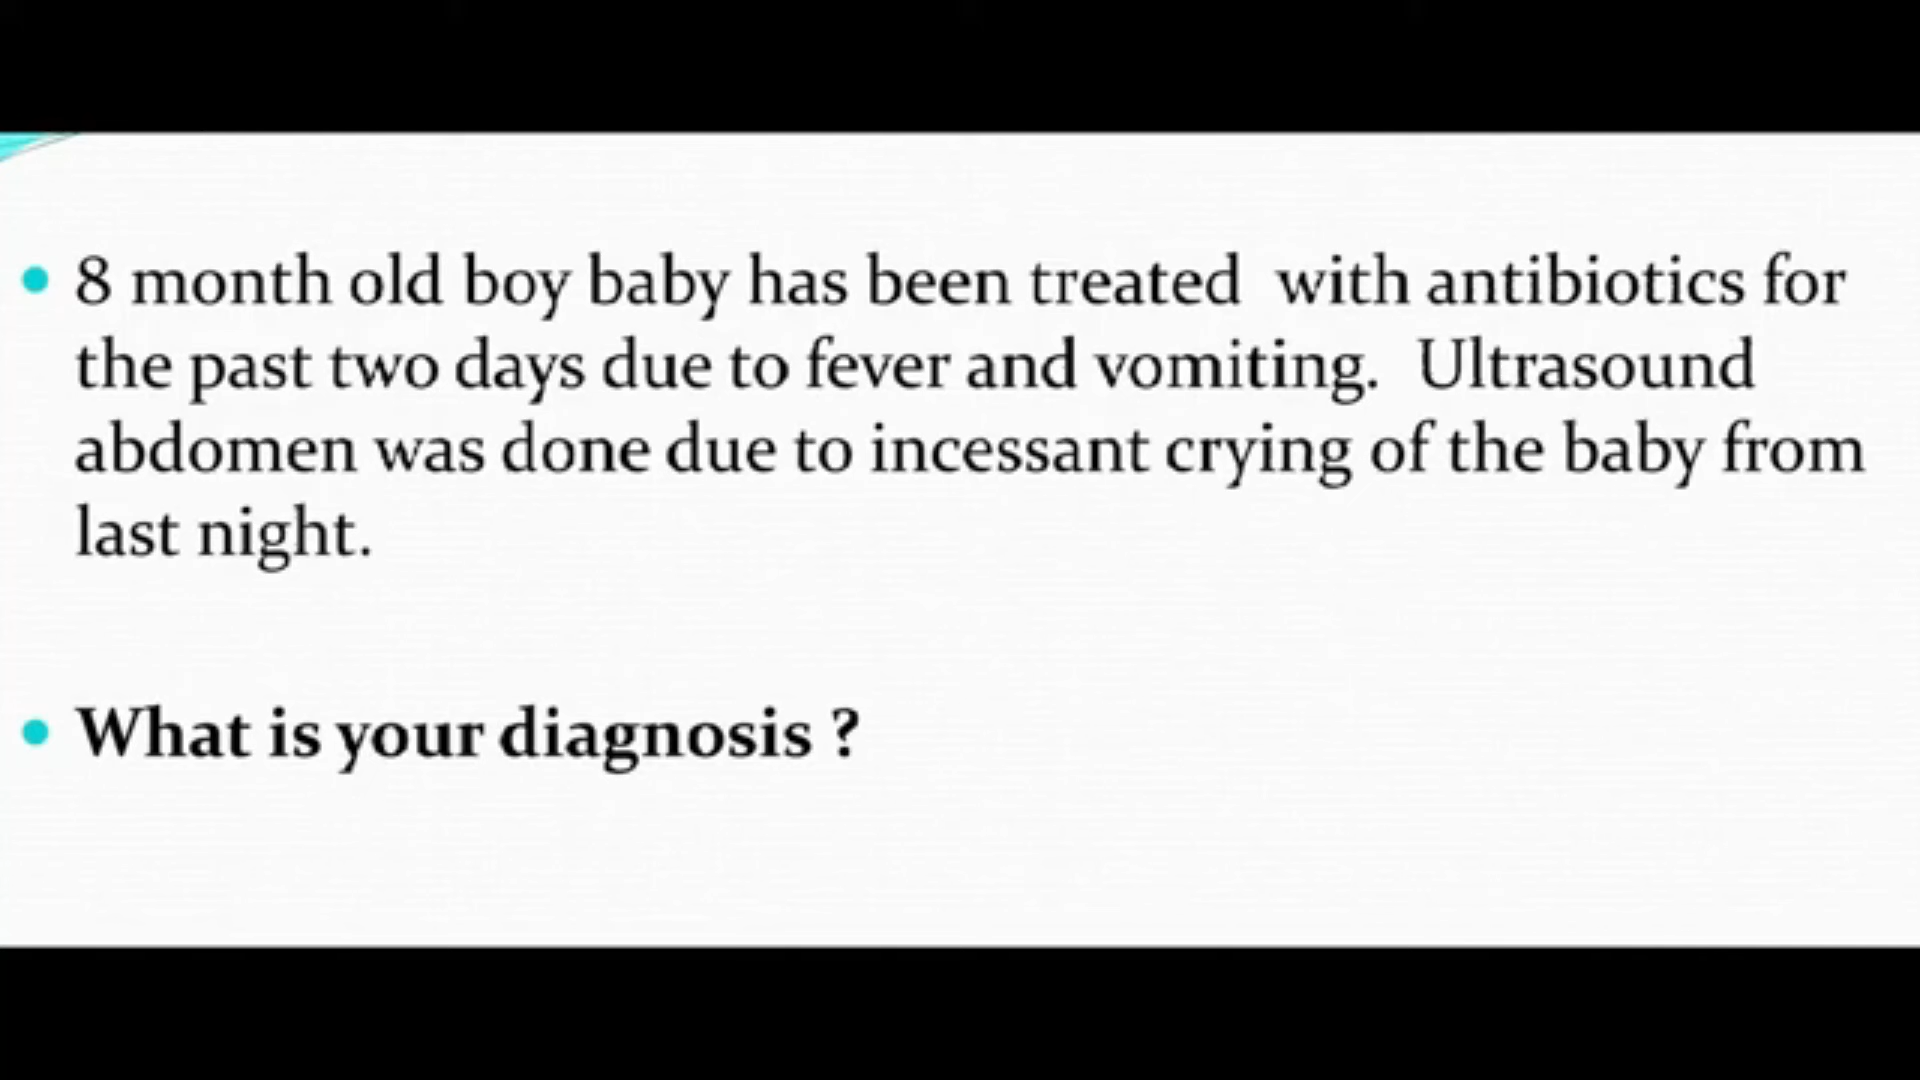 8 month old boy baby has been treated with antibiotics for
the past two days due to fever and vomiting. Ultrasound
abdomen was done due to incessant crying of the baby from
last night.
What is your diagnosis ?